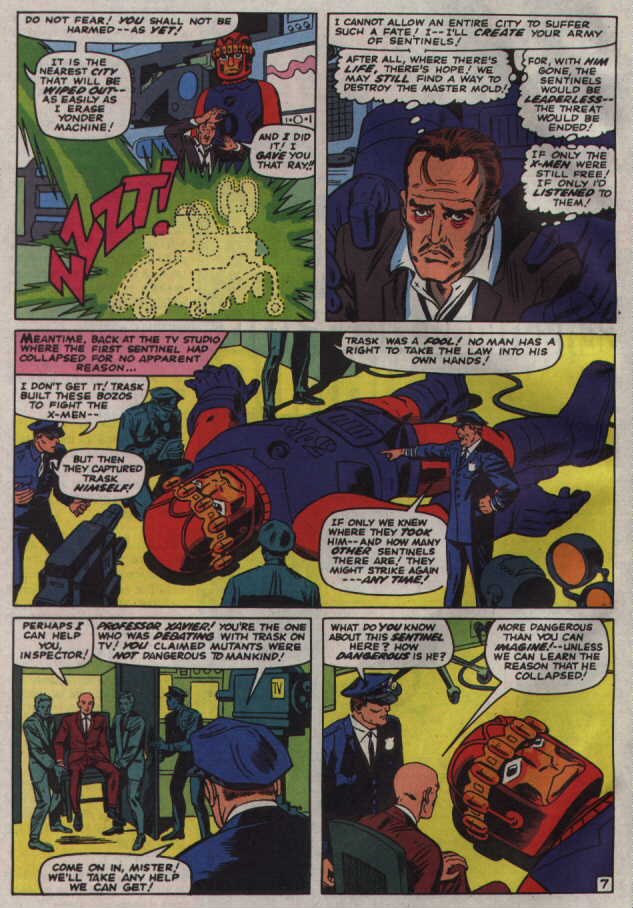 DO NOT FEAR! YOU SHALL NOT BE
HARMED--AS YET!
IT IS THE
NEAREST CITY
THAT WILL BE
WIPED OUT--
AS EASILY AS
I ERASE
YONDER
MACHINE!
AND I DID
IT! I
GAVE YOU
THAT RAY!!
NYZZT!
I CANNOT ALLOW AN ENTIRE CITY TO SUFFER
SUCH A FATE! I--I'LL CREATE YOUR ARMY
OF SENTINELS!
AFTER ALL, WHERE THERE'S
LIFE, THERE'S HOPE! WE
MAY STILL FIND A WAY TO
DESTROY THE MASTER MOLD!
FOR, WITH HIM
GONE, THE
SENTINELS
WOULD BE
LEADERLESS--
THE THREAT
WOULD BE
ENDED!
IF ONLY THE
X-MEN WERE
STILL FREE!
IF ONLY I'D
LISTENED TO
THEM!
MEANTIME, BACK AT THE TV STUDIO
WHERE THE FIRST SENTINEL HAD
COLLAPSED FOR NO APPARENT
REASON...
TRASK WAS A FOOL! NO MAN HAS
A RIGHT TO TAKE THE LAW INTO HIS
OWN HANDS!
I DON'T GET IT! TRASK
BUILT THESE BOZOS
TO FIGHT THE
X-MEN--
BUT THEN
THEY CAPTURED
TRASK
HIMSELF!
IF ONLY WE KNEW
WHERE THEY TOOK
HIM--AND HOW MANY
OTHER SENTINELS
THERE ARE! THEY
MIGHT STRIKE AGAIN
---ANY TIME!
PERHAPS I
CAN HELP
YOU,
INSPECTOR!
PROFESSOR XAVIER! YOU'RE THE ONE
WHO WAS DEBATING WITH TRASK ON
TV! YOU CLAIMED MUTANTS WERE
NOT DANGEROUS TO MANKIND!
TV
COME ON IN, MISTER!
WE'LL TAKE ANY HELP
WE CAN GET!
WHAT DO YOU KNOW
ABOUT THIS SENTINEL
HERE? HOW
DANGEROUS IS HE?
MORE DANGEROUS
THAN YOU CAN
IMAGINE!--UNLESS
WE CAN LEARN THE
REASON THAT HE
COLLAPSED!
7